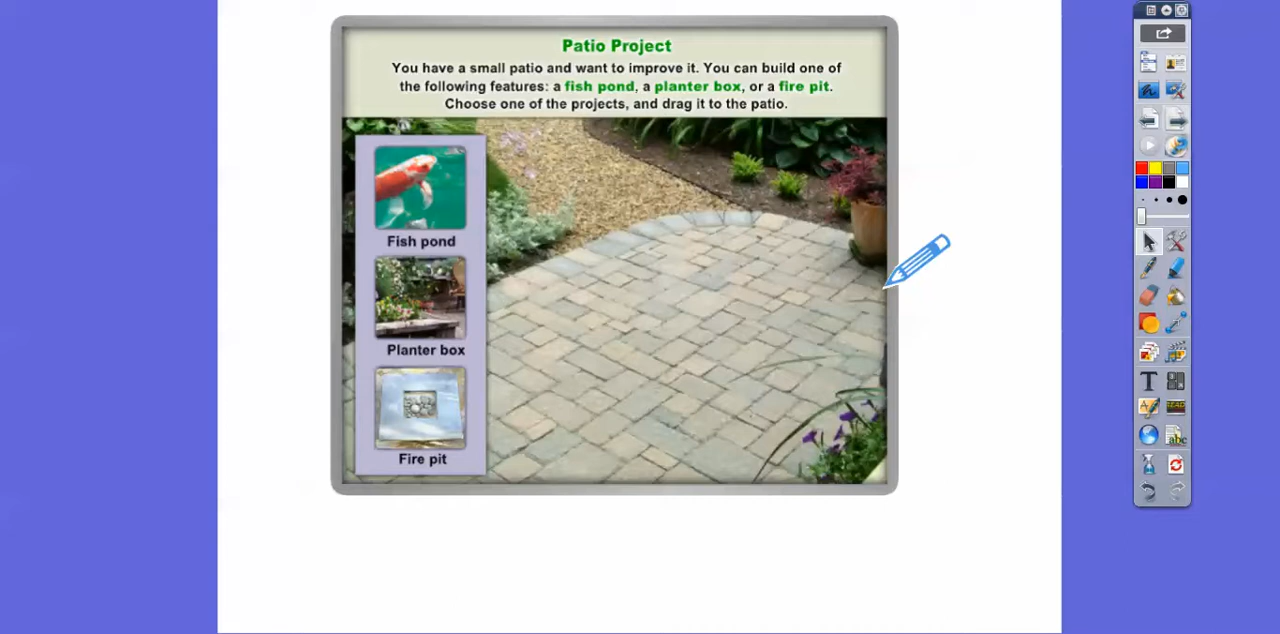 Patio Project
You have a small patio and want to improve it. You can build one of
the following features: a fish pond, a planter box, or a fire pit.
Choose one of the projects, and drag it to the patio.
Fish pond
Planter box
Fire pit
T
abc